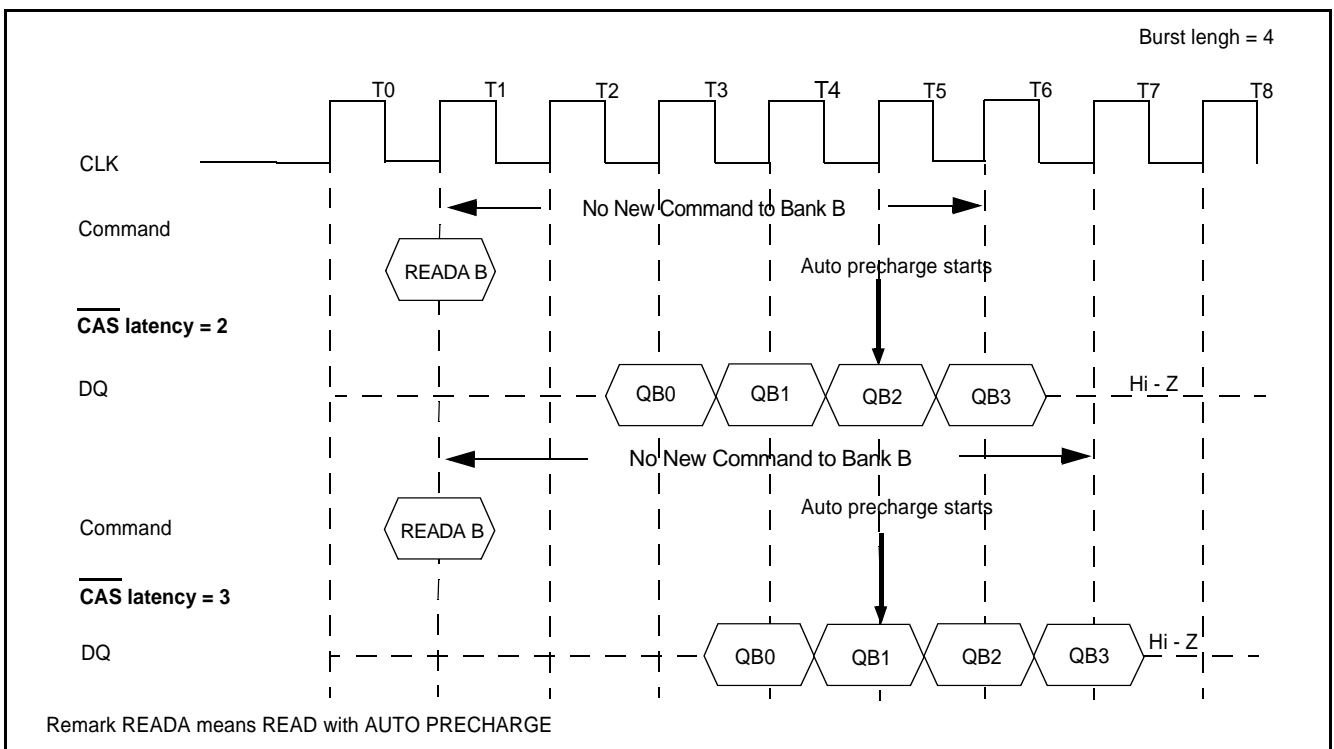 Burst lengh = 4
T0 T1 T2 T3 T4 T5 T6 T7 T8
CLK
No New Command to Bank B
Command
READA B
Auto precharge starts
CAS latency = 2
DQ
QB0 QB1 QB2 QB3
Hi - Z
No New Command to Bank B
Auto precharge starts
Command
READA B
CAS latency = 3
DQ
QB0 QB1 QB2 QB3
Hi - Z
Remark READA means READ with AUTO PRECHARGE